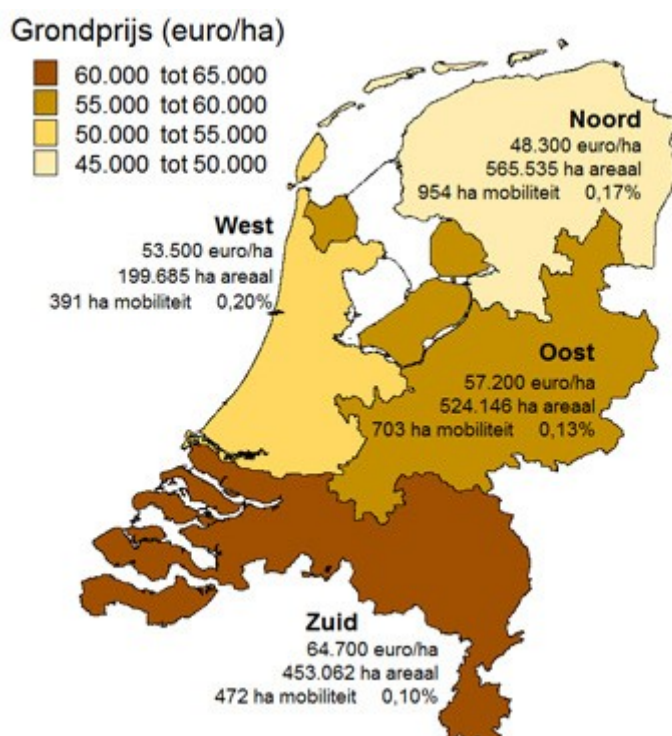 Grondprijs (euro/ha)
60.000 tot 65.000
55.000 tot 60.000
50.000 tot 55.000
45.000 tot 50.000
Noord
48.300 euro/ha
565.535 ha areaal
954 ha mobiliteit 0,17%
West
53.500 euro/ha
199.685 ha areaal
391 ha mobiliteit 0,20%
Oost
57.200 euro/ha
524.146 ha areaal
703 ha mobiliteit 0,13%
Zuid
64.700 euro/ha
453.062 ha areaal
472 ha mobiliteit 0,10%